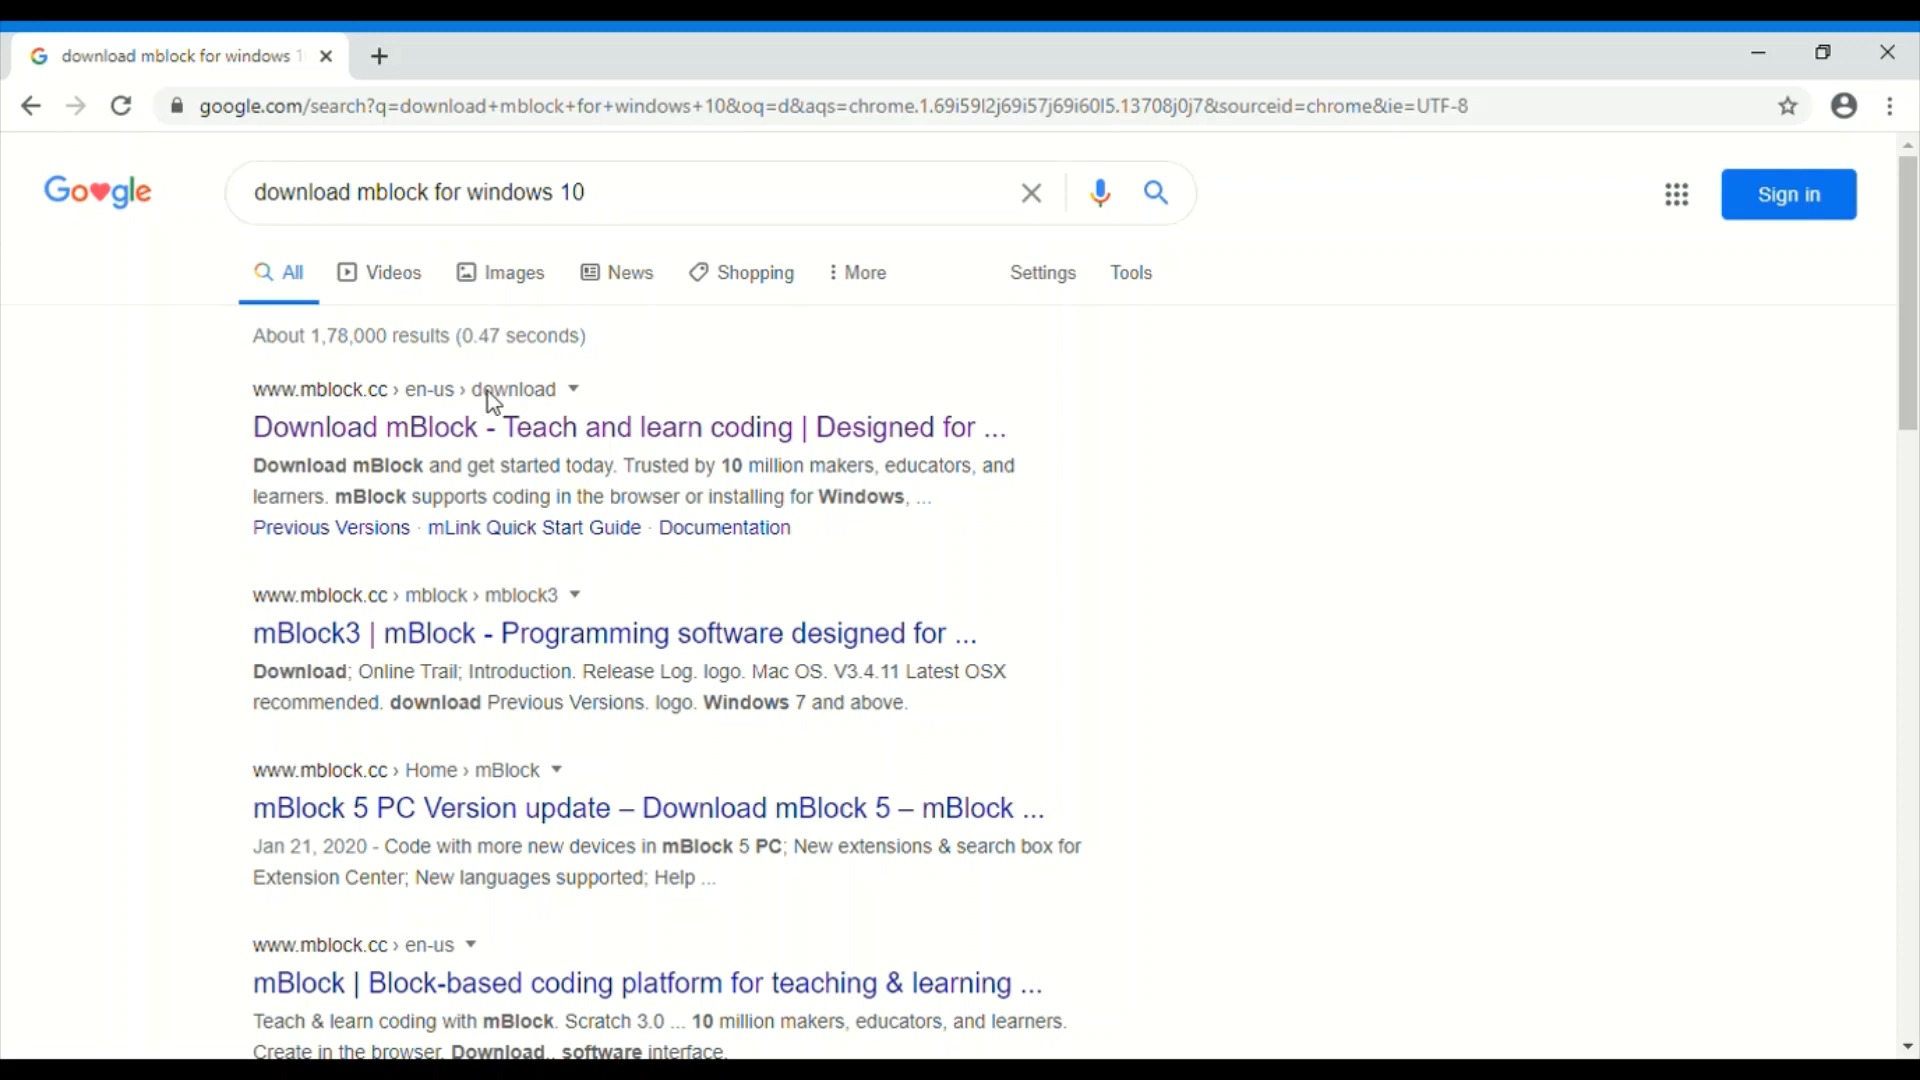 download mblock for windows 1
google.com/search?q=download+mblock+for+windows+10&oq=d&aqs=chrome.1.69i59l2j69i57j69i60l5.13708j0j7&sourceid=chrome&ie=UTF-8
Google
download mblock for windows 10
Sign in
All Videos Images News Shopping More Settings Tools
About 1,78,000 results (0.47 seconds)
www.mblock.cc › en-us › download
Download mBlock - Teach and learn coding | Designed for ...
Download mBlock and get started today. Trusted by 10 million makers, educators, and
learners. mBlock supports coding in the browser or installing for Windows, ...
Previous Versions · mLink Quick Start Guide · Documentation
www.mblock.cc › mblock › mblock3
mBlock3 | mBlock - Programming software designed for ...
Download; Online Trail; Introduction. Release Log. logo. Mac OS. V3.4.11 Latest OSX
recommended. download Previous Versions. logo. Windows 7 and above.
www.mblock.cc › Home › mBlock
mBlock 5 PC Version update – Download mBlock 5 – mBlock ...
Jan 21, 2020 - Code with more new devices in mBlock 5 PC; New extensions & search box for
Extension Center; New languages supported; Help ...
www.mblock.cc › en-us
mBlock | Block-based coding platform for teaching & learning ...
Teach & learn coding with mBlock. Scratch 3.0 ... 10 million makers, educators, and learners.
Create in the browser. Download.. software interface.